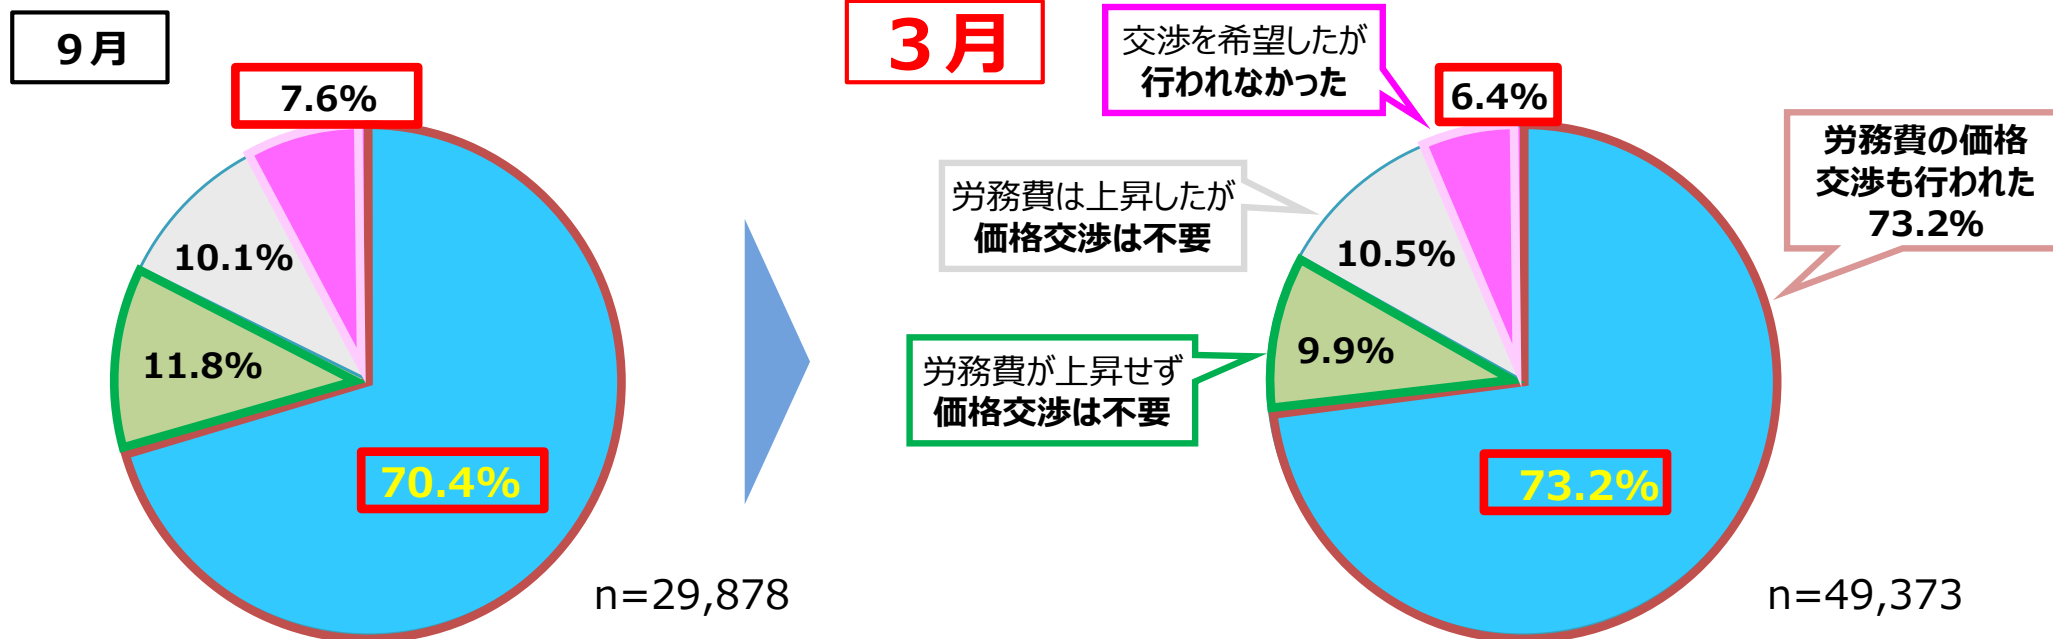 9月
7.6%
10.1%
11.8%
70.4%
n=29,878
3月
交渉を希望したが
行われなかった
6.4%
労務費の価格
交渉も行われた
73.2%
労務費は上昇したが
価格交渉は不要
10.5%
労務費が上昇せず
価格交渉は不要
9.9%
73.2%
n=49,373